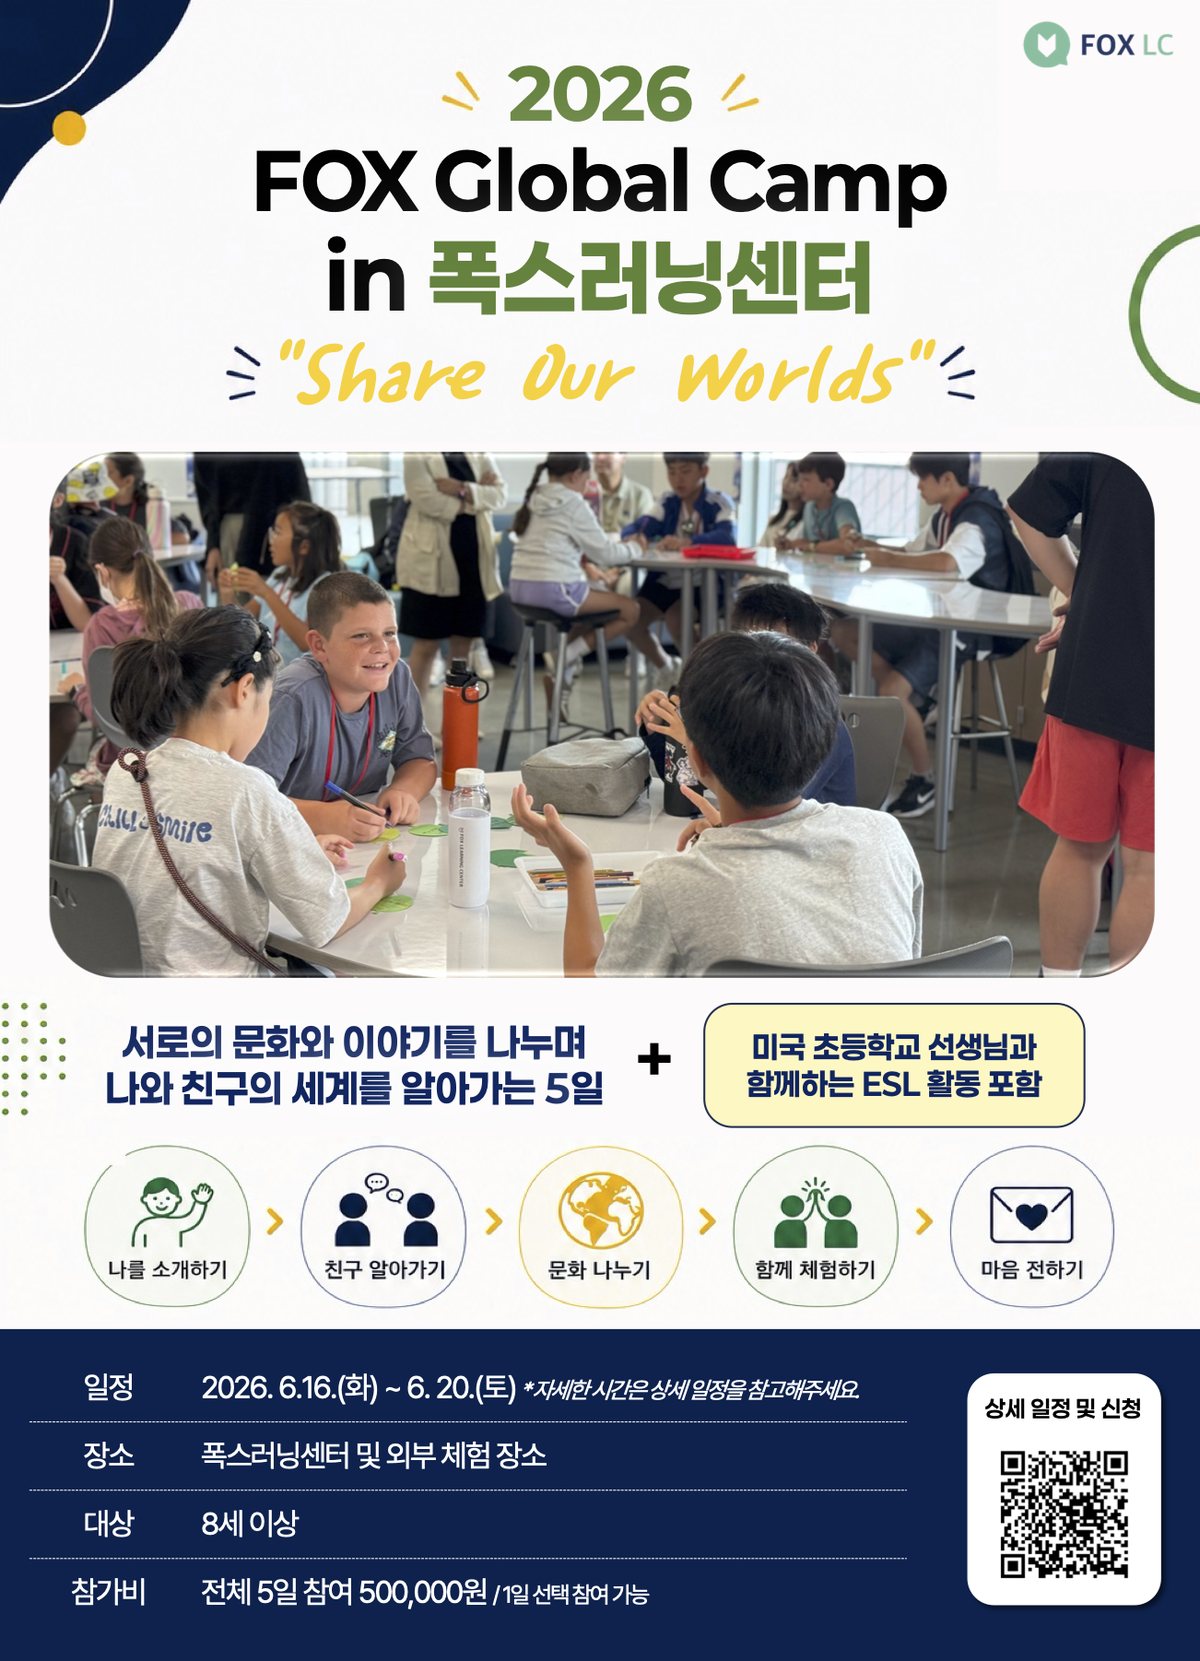 FOX LC
2026
FOX Global Camp
in 폭스러닝센터
"Share Our Worlds"
서로의 문화와 이야기를 나누며
나와 친구의 세계를 알아가는 5일
+
미국 초등학교 선생님과
함께하는 ESL 활동 포함
나를 소개하기
친구 알아가기
문화 나누기
함께 체험하기
마음 전하기
일정 2026. 6.16.(화) ~ 6. 20.(토) *자세한 시간은 상세 일정을 참고해주세요.
장소 폭스러닝센터 및 외부 체험 장소
대상 8세 이상
참가비 전체 5일 참여 500,000원 / 1일 선택 참여 가능
상세 일정 및 신청